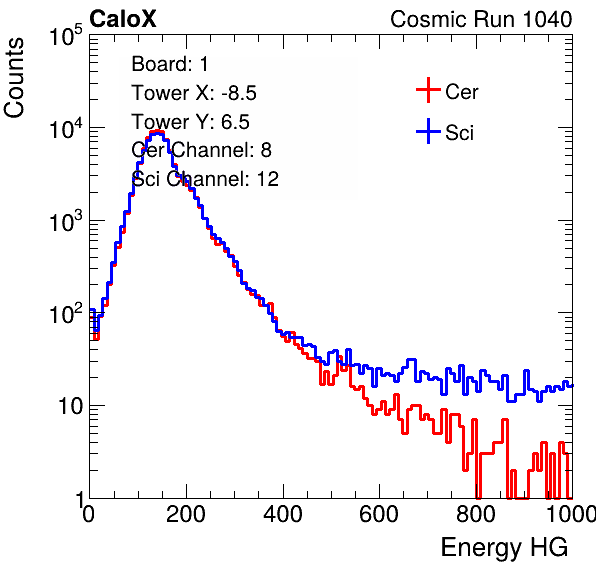 CaloX Cosmic Run 1040
Counts
Board: 1
Tower X: -8.5
Tower Y: 6.5
Cer Channel: 8
Sci Channel: 12
Cer
Sci
10^5
10^4
10^3
10^2
10
1
0 200 400 600 800 1000
Energy HG